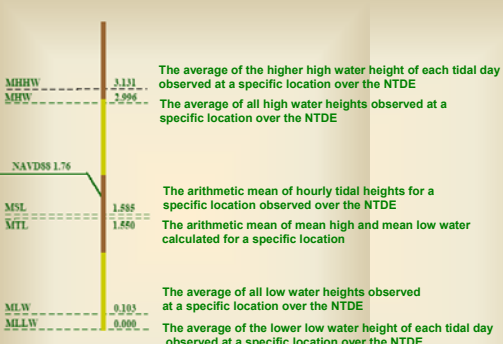 MHHW 3.131 The average of the higher high water height of each tidal day
observed at a specific location over the NTDE
MHW 2.996 The average of all high water heights observed at a
specific location over the NTDE
NAVD88 1.76
The arithmetic mean of hourly tidal heights for a
MSL 1.585 specific location observed over the NTDE
MTL 1.550 The arithmetic mean of mean high and mean low water
calculated for a specific location
The average of all low water heights observed
MLW 0.103 at a specific location over the NTDE
MLLW 0.000 The average of the lower low water height of each tidal day
observed at a specific location over the NTDE